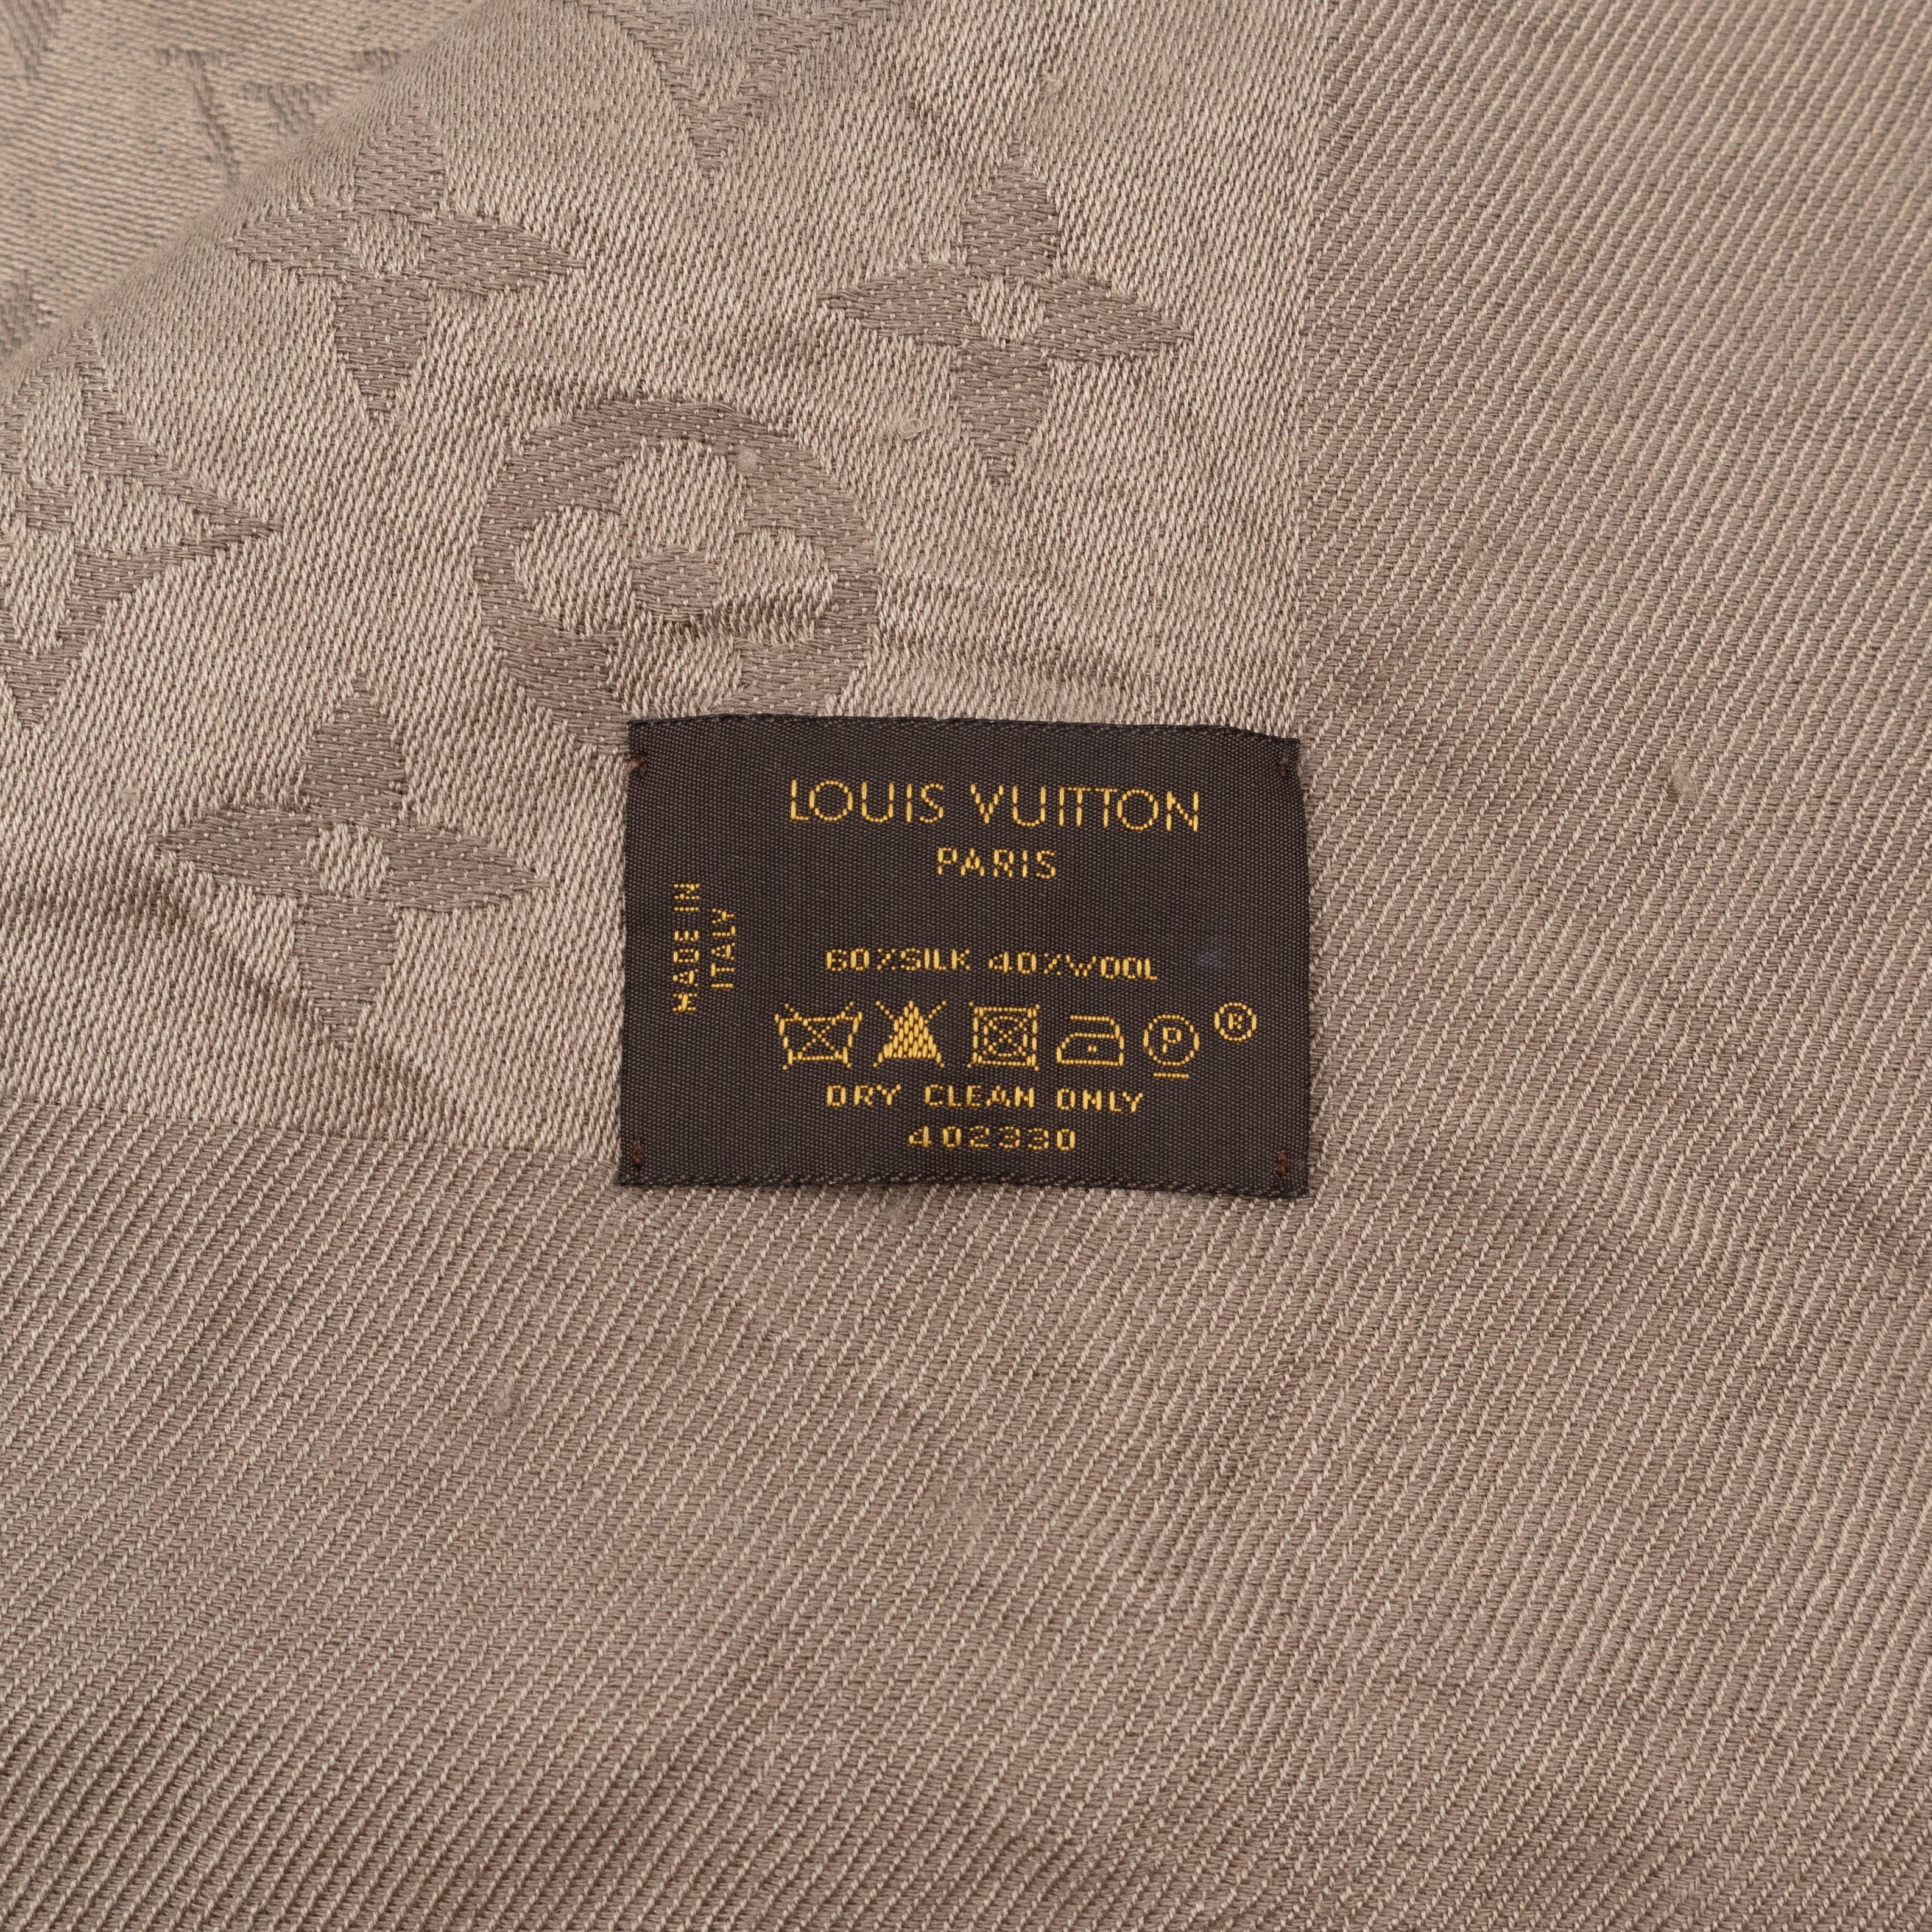 LOUIS VUITTON
PARIS
MADE IN
ITALY
60%SILK 40%WOOL
P ®
DRY CLEAN ONLY
402330